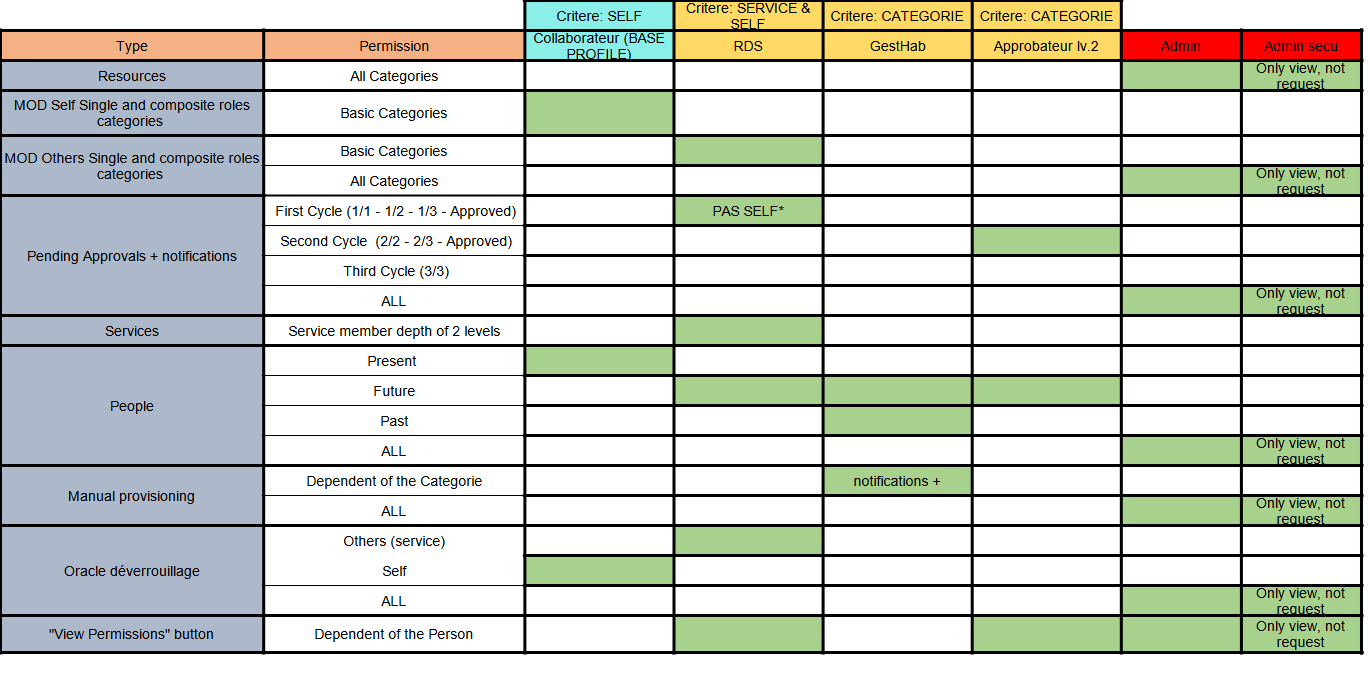 Critere: SELF
Critere: SERVICE &
SELF
Critere: CATEGORIE
Critere: CATEGORIE
Type
Permission
Collaborateur (BASE
PROFILE)
RDS
GestHab
Approbateur lv.2
Admin
Admin secu
Resources
All Categories
Only view, not
request
MOD Self Single and composite roles
categories
Basic Categories
MOD Others Single and composite roles
categories
Basic Categories
All Categories
Only view, not
request
Pending Approvals + notifications
First Cycle (1/1 - 1/2 - 1/3 - Approved)
PAS SELF*
Second Cycle (2/2 - 2/3 - Approved)
Third Cycle (3/3)
ALL
Only view, not
request
Services
Service member depth of 2 levels
People
Present
Future
Past
ALL
Only view, not
request
Manual provisioning
Dependent of the Categorie
notifications +
ALL
Only view, not
request
Oracle déverrouillage
Others (service)
Self
ALL
Only view, not
request
"View Permissions" button
Dependent of the Person
Only view, not
request